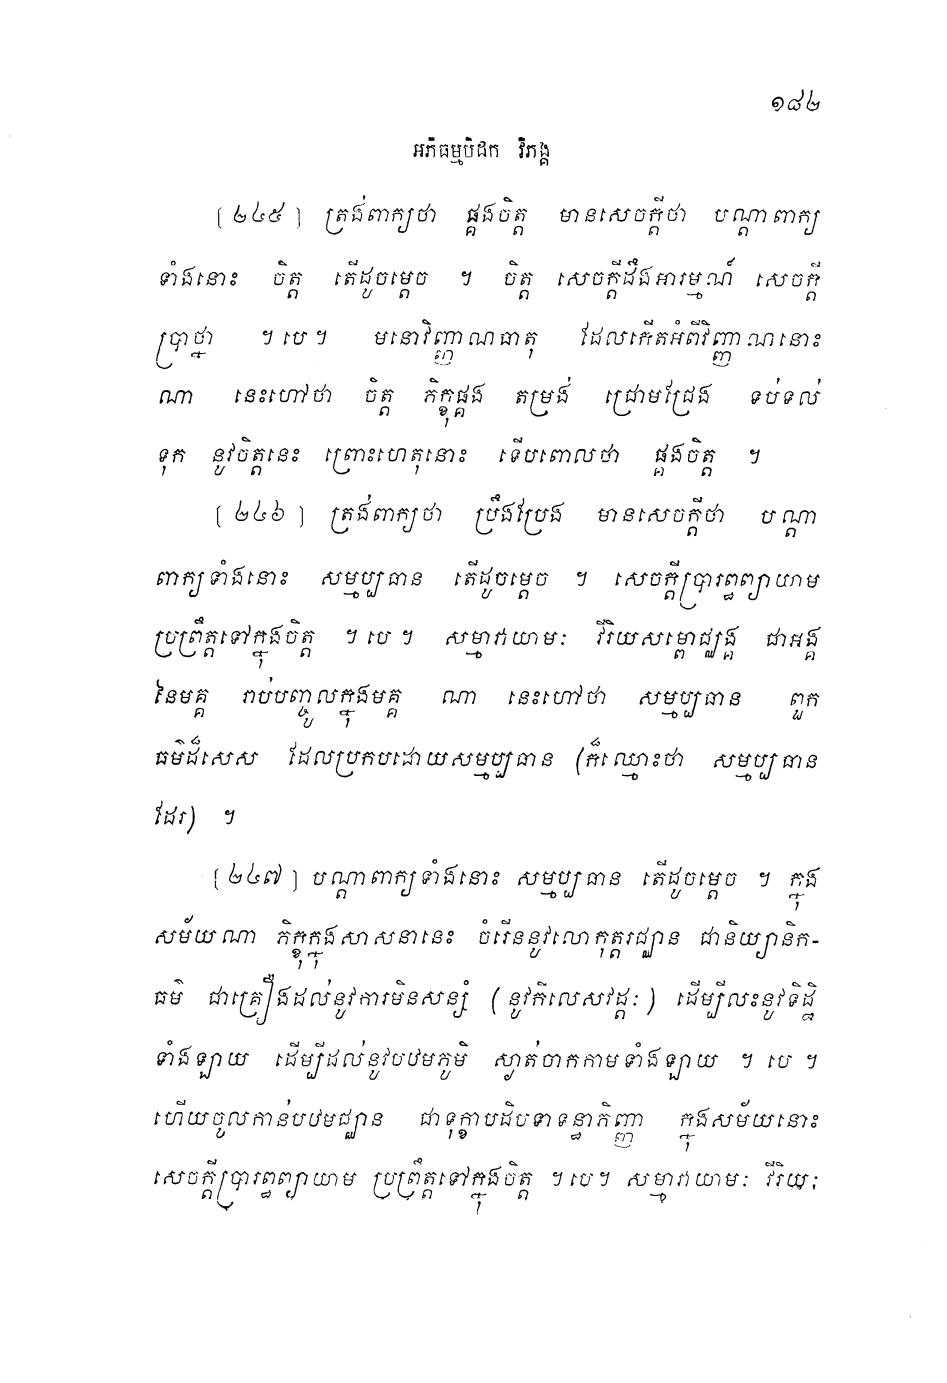 ១៨២
អភិធម្មបិដក វិភង្គ
[២៤៥] ត្រង់ពាក្យថា ផ្គងចិត្ត មានសេចក្តីថា បណ្តាពាក្យ
ទាំងនោះ ចិត្ត តើដូចម្តេច ។ ចិត្ត សេចក្តីដឹងអារម្មណ៍ សេចក្តី
ប្រាថ្នា ។ បេ ។ មនោវិញ្ញាណធាតុ ដែលកើតអំពីវិញ្ញាណនោះ
ណា នេះហៅថា ចិត្ត ភិក្ខុផ្គង តម្រង់ ជ្រោមជ្រែង ទប់ទល់
ទុក នូវចិត្តនេះ ព្រោះហេតុនោះ ទើបពោលថា ផ្គងចិត្ត ។
[២៤៦] ត្រង់ពាក្យថា ប្រឹងប្រែង មានសេចក្តីថា បណ្តា
ពាក្យទាំងនោះ សម្មប្បធាន តើដូចម្តេច ។ សេចក្តីប្រារព្ធព្យាយាម
ប្រព្រឹត្តទៅក្នុងចិត្ត ។ បេ ។ សម្មាវាយាមៈ វីរិយសម្ពោជ្ឈង្គ ជាអង្គ
នៃមគ្គ រាប់បញ្ចូលក្នុងមគ្គ ណា នេះហៅថា សម្មប្បធាន ពួក
ធម៌ដ៏សេស ដែលប្រកបដោយសម្មប្បធាន (ក៏ឈ្មោះថា សម្មប្បធាន
ដែរ) ។
[២៤៧] បណ្តាពាក្យទាំងនោះ សម្មប្បធាន តើដូចម្តេច ។ ក្នុង
សម័យណា ភិក្ខុក្នុងសាសនានេះ ចំរើននូវលោកុត្តរជ្ឈាន ជានិយ្យានិក-
ធម៌ ជាគ្រឿងដល់នូវការមិនសន្សំ (នូវកិលេសវដ្តៈ) ដើម្បីលះនូវទិដ្ឋិ
ទាំងឡាយ ដើម្បីដល់នូវបឋមភូមិ ស្ងាត់ចាកកាមទាំងឡាយ ។ បេ ។
ហើយចូលកាន់បឋមជ្ឈាន ជាទុក្ខាបដិបទាទន្ធាភិញ្ញា ក្នុងសម័យនោះ
សេចក្តីប្រារព្ធព្យាយាម ប្រព្រឹត្តទៅក្នុងចិត្ត ។ បេ ។ សម្មាវាយាមៈ វីរិយៈ